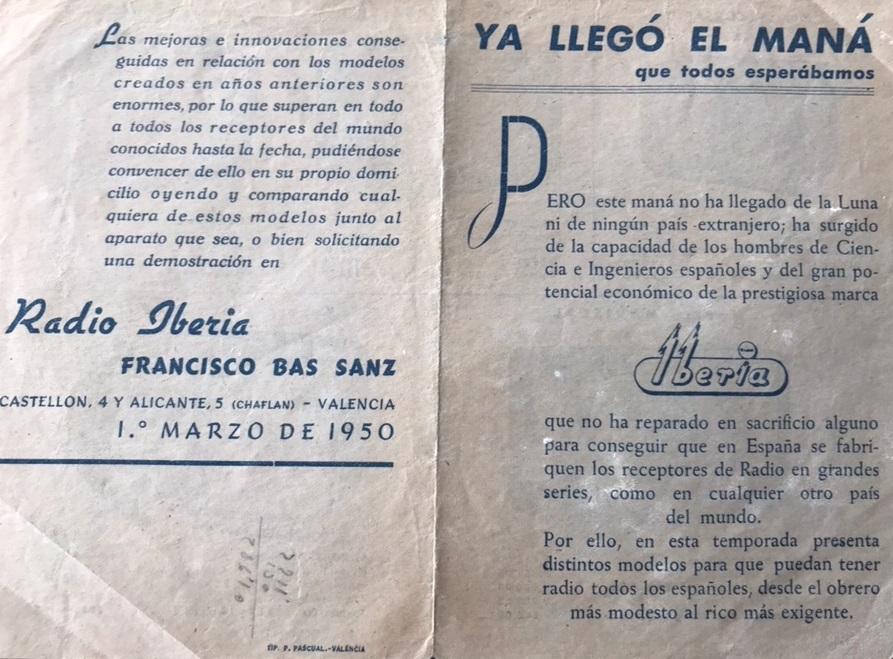 Las mejoras e innovaciones conse-
guidas en relación con los modelos
creados en años anteriores son
enormes, por lo que superan en todo
a todos los receptores del mundo
conocidos hasta la fecha, pudiéndose
convencer de ello en su propio domi-
cilio oyendo y comparando cual-
quiera de estos modelos junto al
aparato que sea, o bien solicitando
una demostración en
Radio Iberia
FRANCISCO BAS SANZ
CASTELLON, 4 Y ALICANTE, 5 (CHAFLAN) - VALENCIA
1.º MARZO DE 1950
TIP. P. PASCUAL.-VALENCIA
YA LLEGÓ EL MANÁ
que todos esperábamos
PERO este maná no ha llegado de la Luna
ni de ningún país extranjero; ha surgido
de la capacidad de los hombres de Cien-
cia e Ingenieros españoles y del gran po-
tencial económico de la prestigiosa marca
Iberia
que no ha reparado en sacrificio alguno
para conseguir que en España se fabri-
quen los receptores de Radio en grandes
series, como en cualquier otro país
del mundo.
Por ello, en esta temporada presenta
distintos modelos para que puedan tener
radio todos los españoles, desde el obrero
más modesto al rico más exigente.